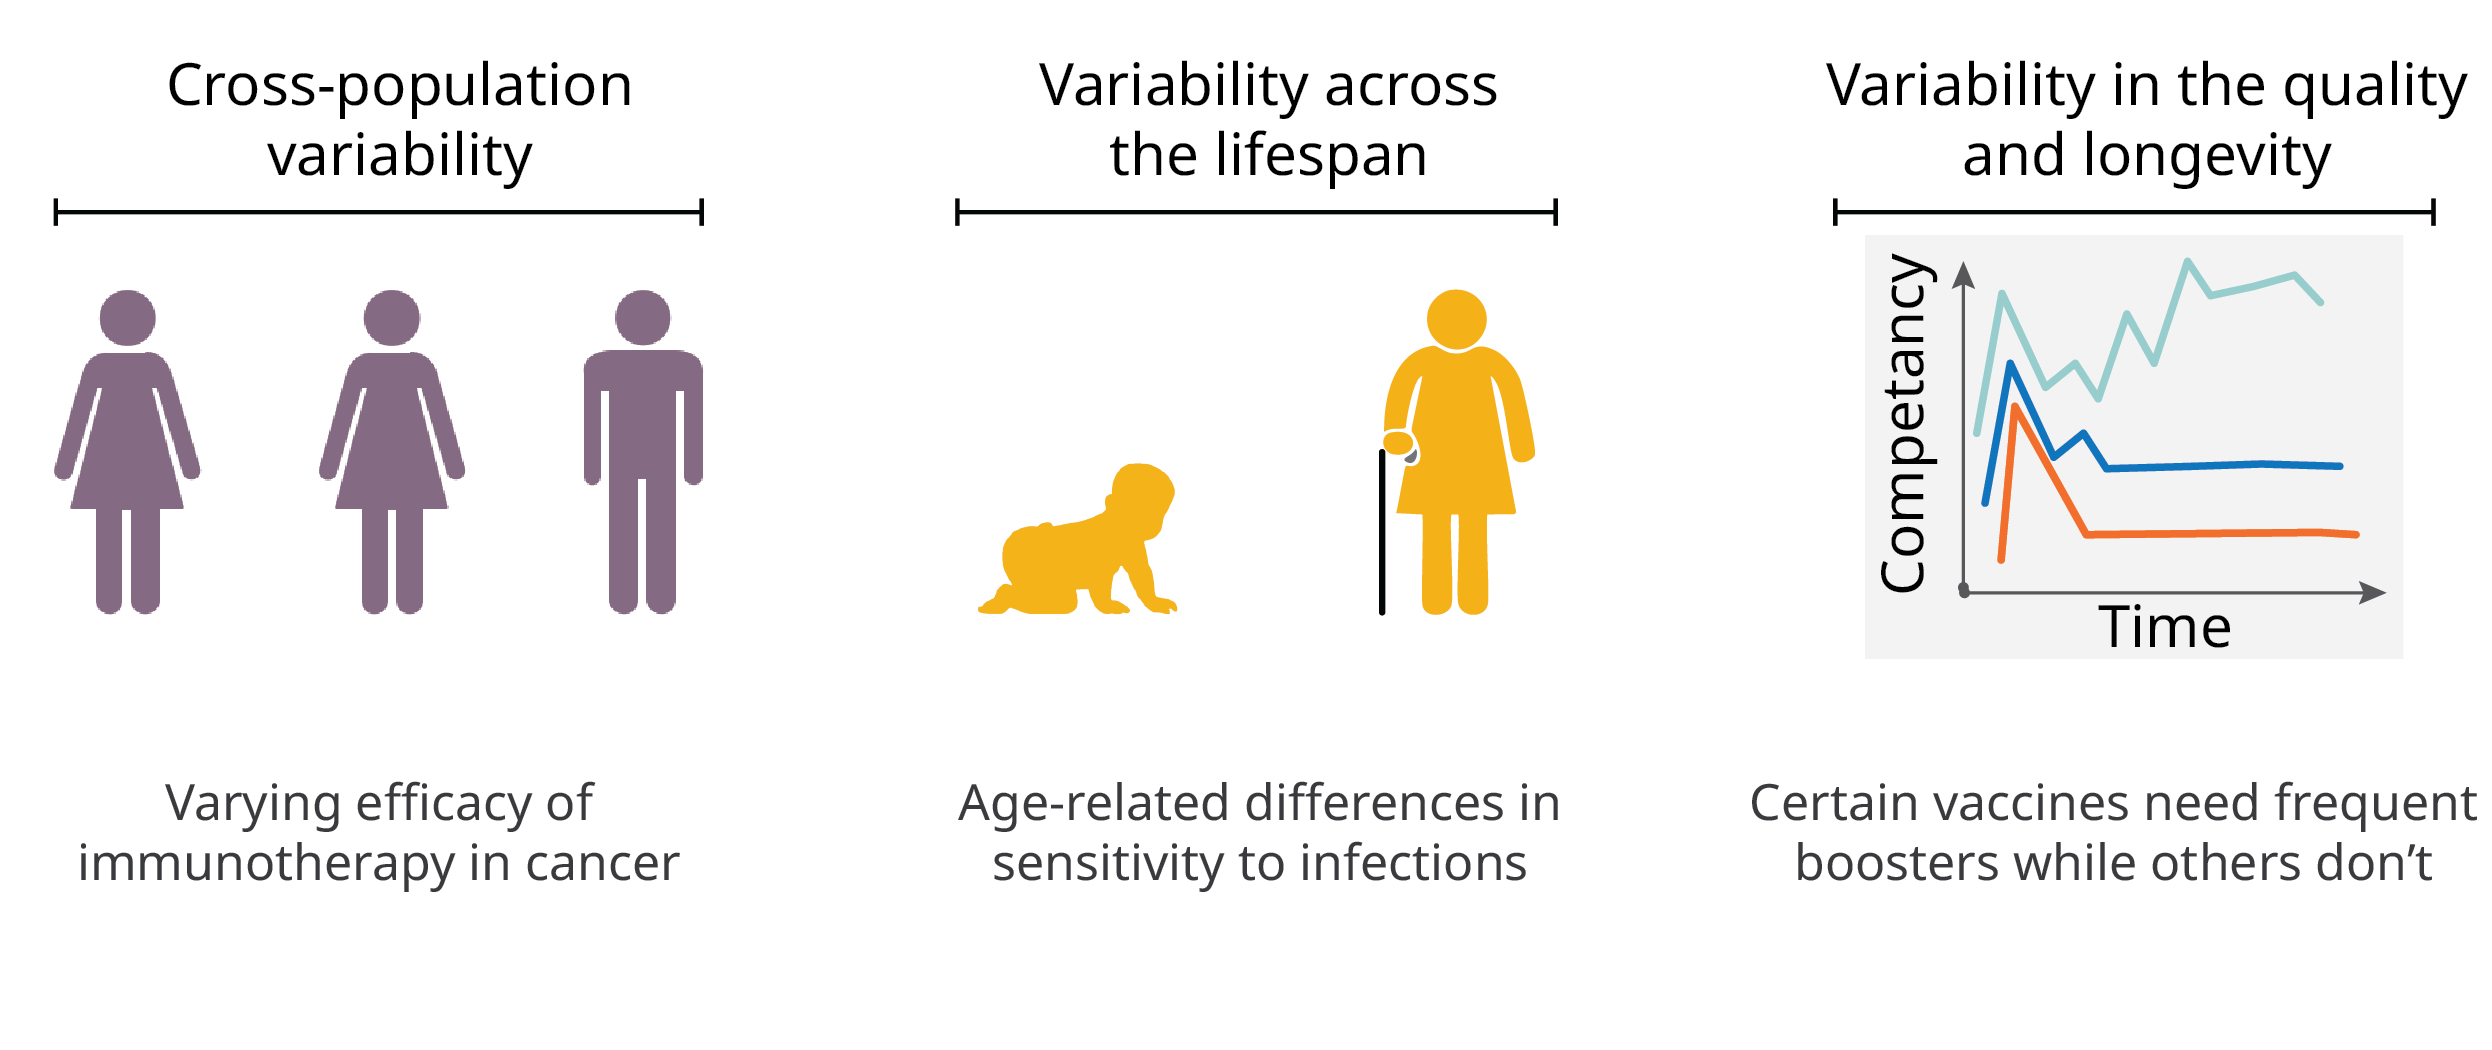 Cross-population
variability
Varying efficacy of
immunotherapy in cancer
Variability across
the lifespan
Age-related differences in
sensitivity to infections
Variability in the quality
and longevity
Competancy
Time
Certain vaccines need frequent
boosters while others don’t